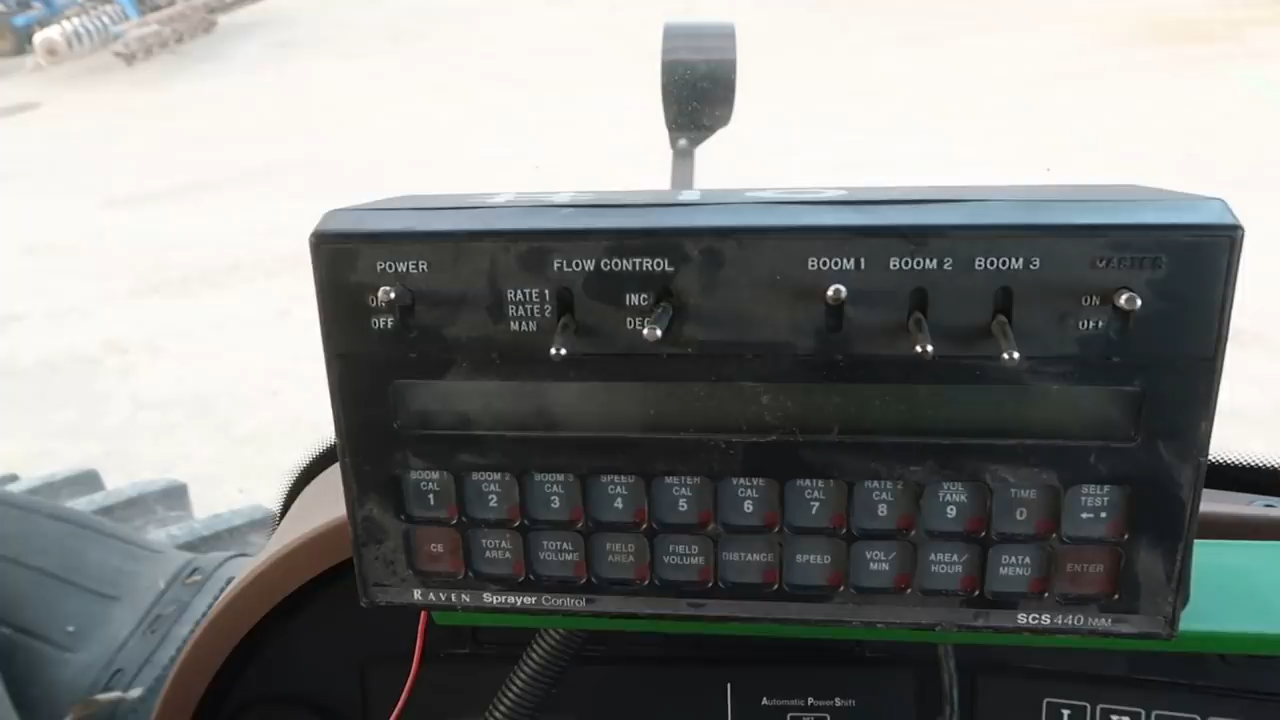 # 10
POWER
ON
OFF
FLOW CONTROL
RATE 1
RATE 2
MAN
INC
DEC
BOOM 1
BOOM 2
BOOM 3
MASTER
ON
OFF
BOOM 1 CAL 1
BOOM 2 CAL 2
BOOM 3 CAL 3
SPEED CAL 4
METER CAL 5
VALVE CAL 6
RATE 1 CAL 7
RATE 2 CAL 8
VOL TANK 9
TIME 0
SELF TEST ←
CE
TOTAL AREA
TOTAL VOLUME
FIELD AREA
FIELD VOLUME
DISTANCE
SPEED
VOL/ MIN
AREA/ HOUR
DATA MENU
ENTER
RAVEN Sprayer Control
SCS 440 NVM
Automatic PowerShift